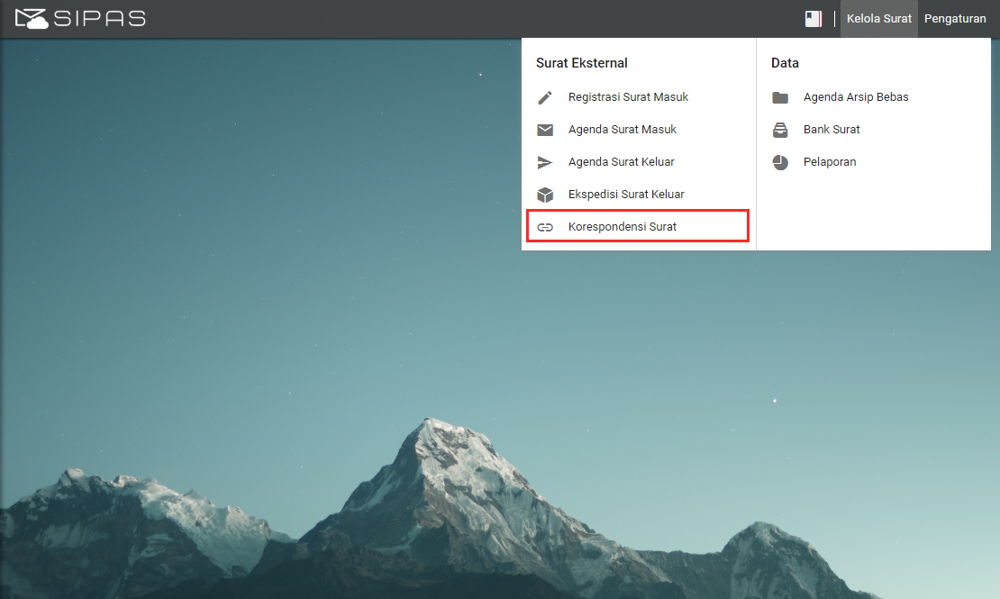 SIPAS
Kelola Surat
Pengaturan
Surat Eksternal
Registrasi Surat Masuk
Agenda Surat Masuk
Agenda Surat Keluar
Ekspedisi Surat Keluar
Korespondensi Surat
Data
Agenda Arsip Bebas
Bank Surat
Pelaporan